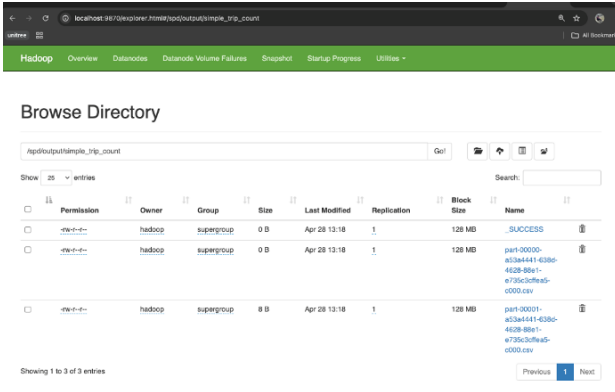 localhost:9870/explorer.html#/spd/output/simple_trip_count
unitree
All Bookmarks
Hadoop Overview Datanodes Datanode Volume Failures Snapshot Startup Progress Utilities
Browse Directory
/spd/output/simple_trip_count Go!
Show 25 entries Search:
Permission Owner Group Size Last Modified Replication Block Size Name
-rw-r--r-- hadoop supergroup 0 B Apr 28 13:18 1 128 MB _SUCCESS
-rw-r--r-- hadoop supergroup 0 B Apr 28 13:18 1 128 MB part-00000-
a53a4441-638d-
4628-88e1-
e735c3cffea5-
c000.csv
-rw-r--r-- hadoop supergroup 8 B Apr 28 13:18 1 128 MB part-00001-
a53a4441-638d-
4628-88e1-
e735c3cffea5-
c000.csv
Showing 1 to 3 of 3 entries Previous 1 Next